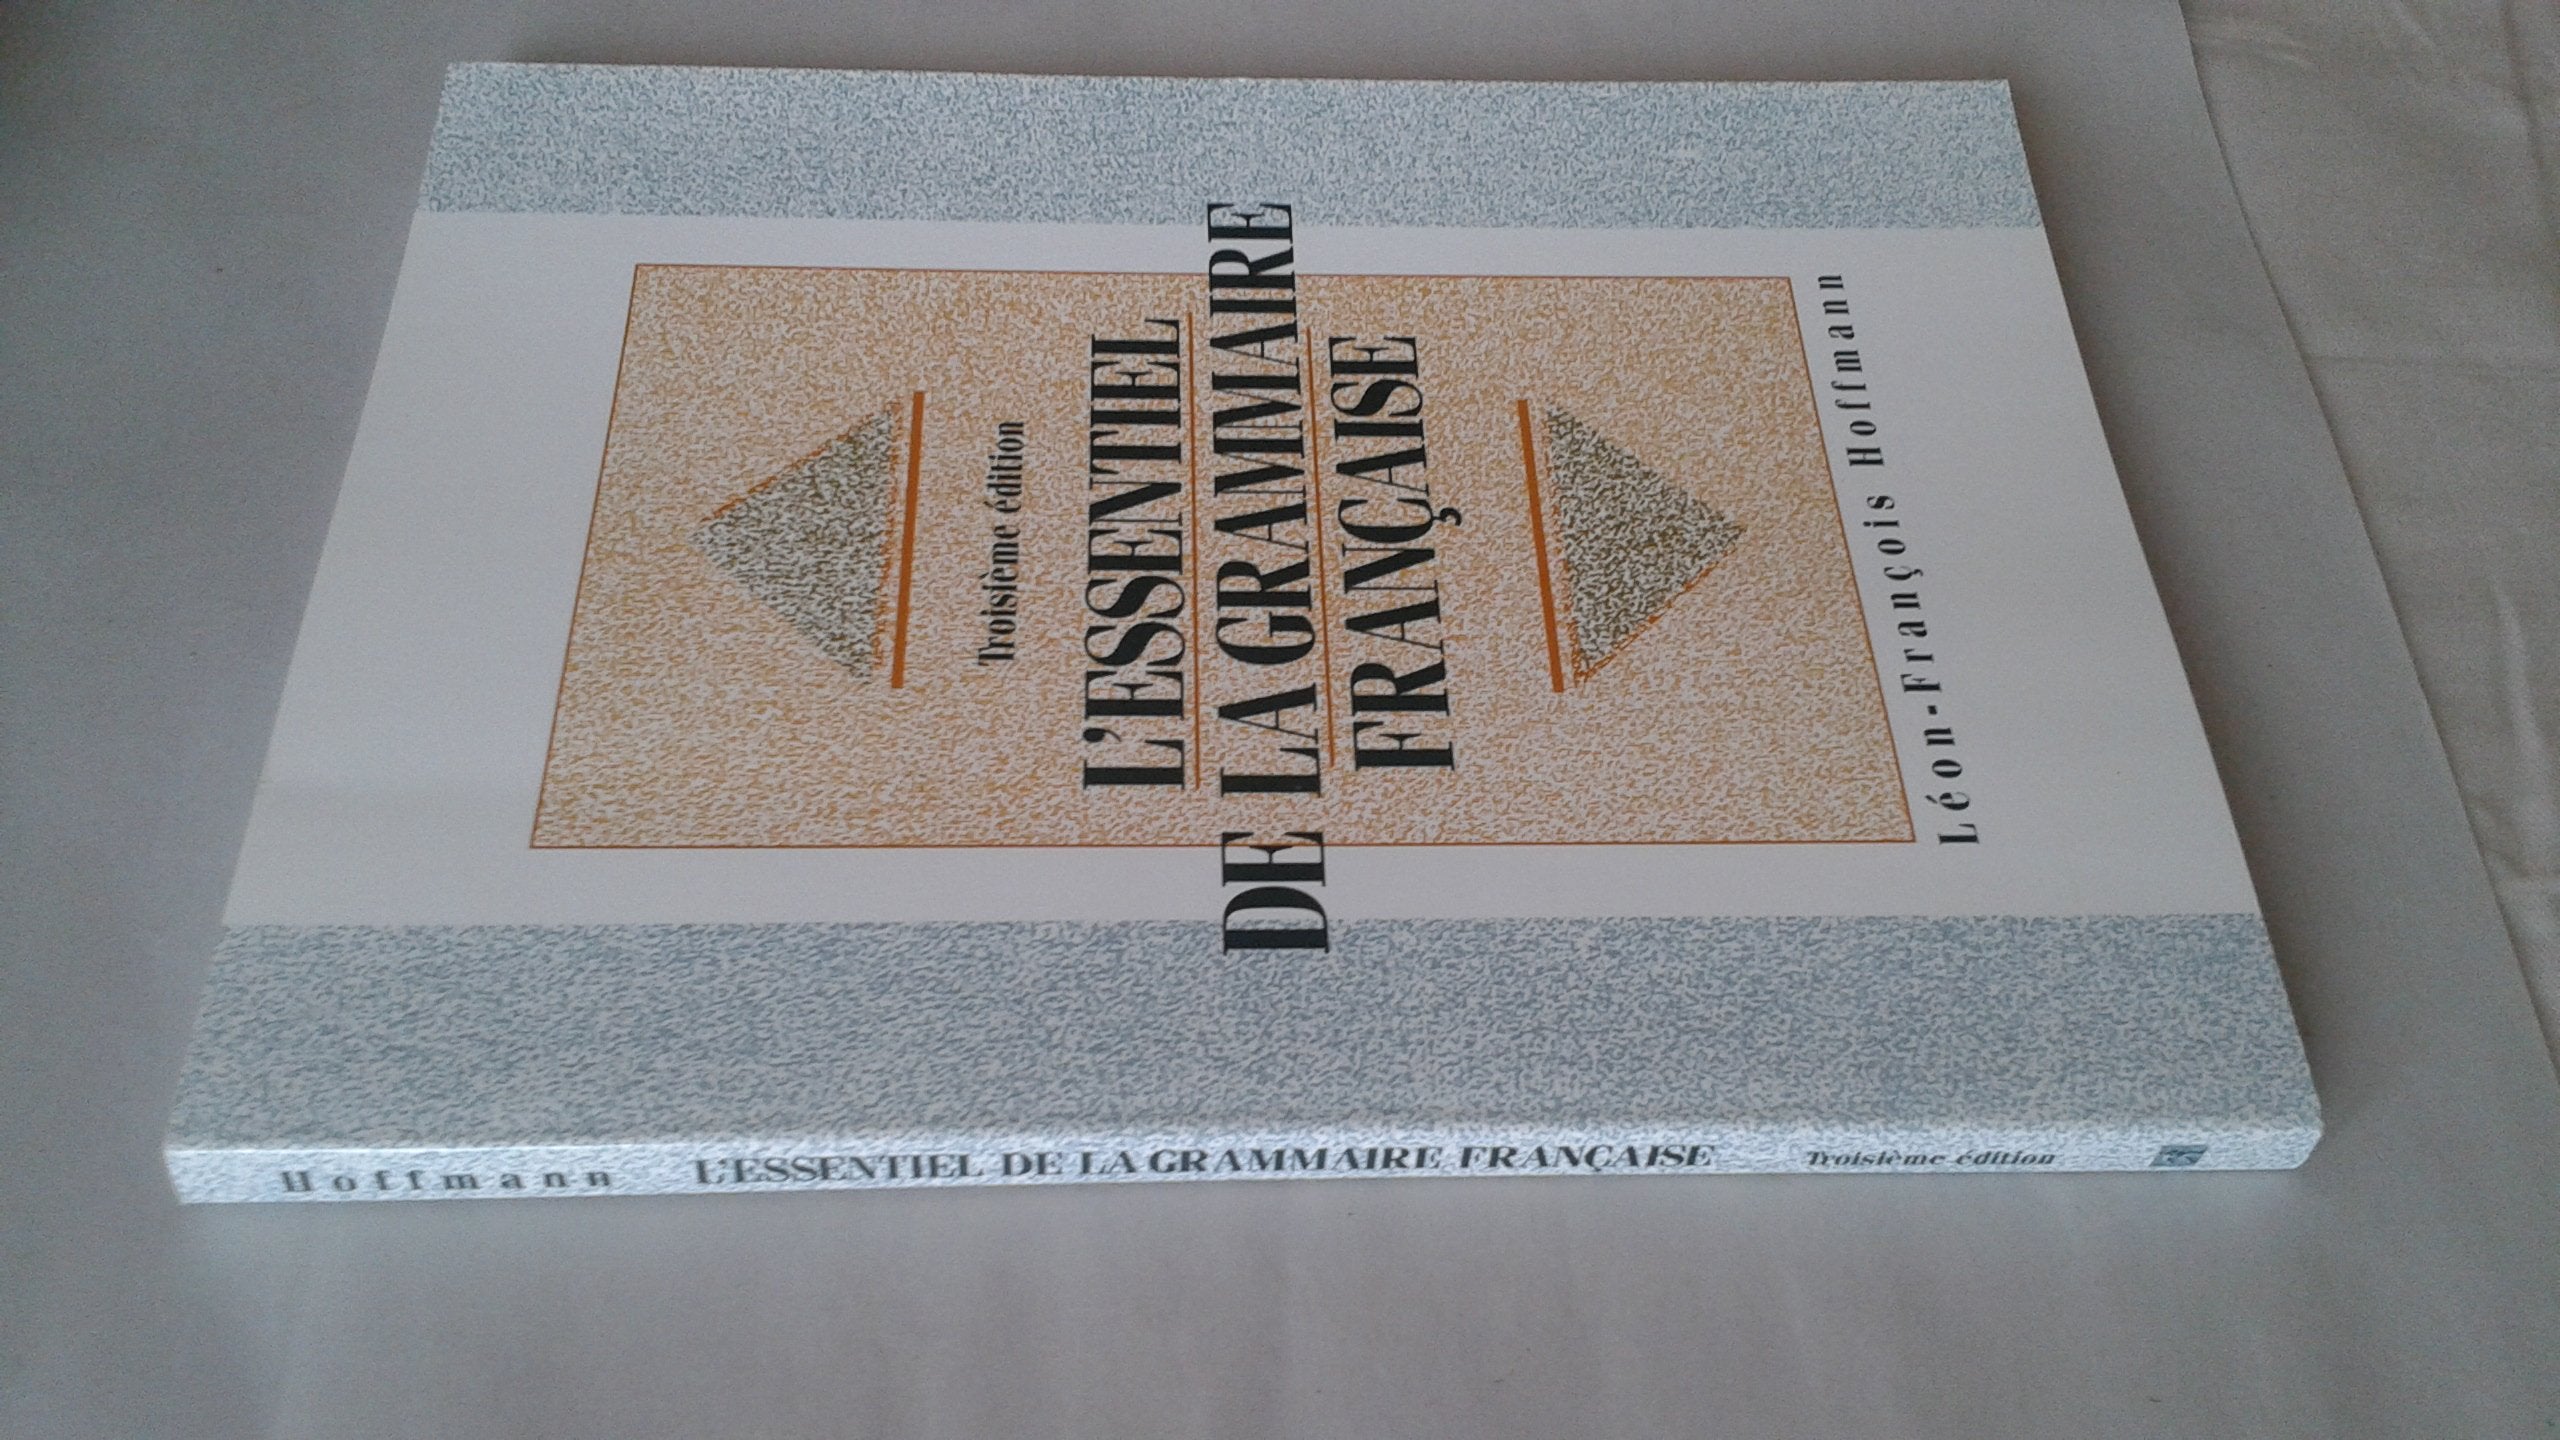 Troisième édition
L'ESSENTIEL
DE LA GRAMMAIRE
FRANÇAISE
Léon-François Hoffmann
Hoffmann L'ESSENTIEL DE LA GRAMMAIRE FRANÇAISE Troisième édition